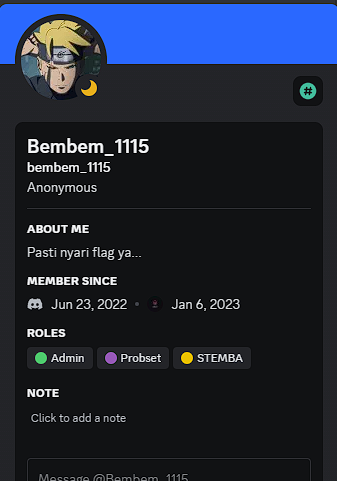 #
Bembem_1115
bembem_1115
Anonymous
ABOUT ME
Pasti nyari flag ya...
MEMBER SINCE
Jun 23, 2022 • Jan 6, 2023
ROLES
Admin Probset STEMBA
NOTE
Click to add a note
Message @Bembem_1115